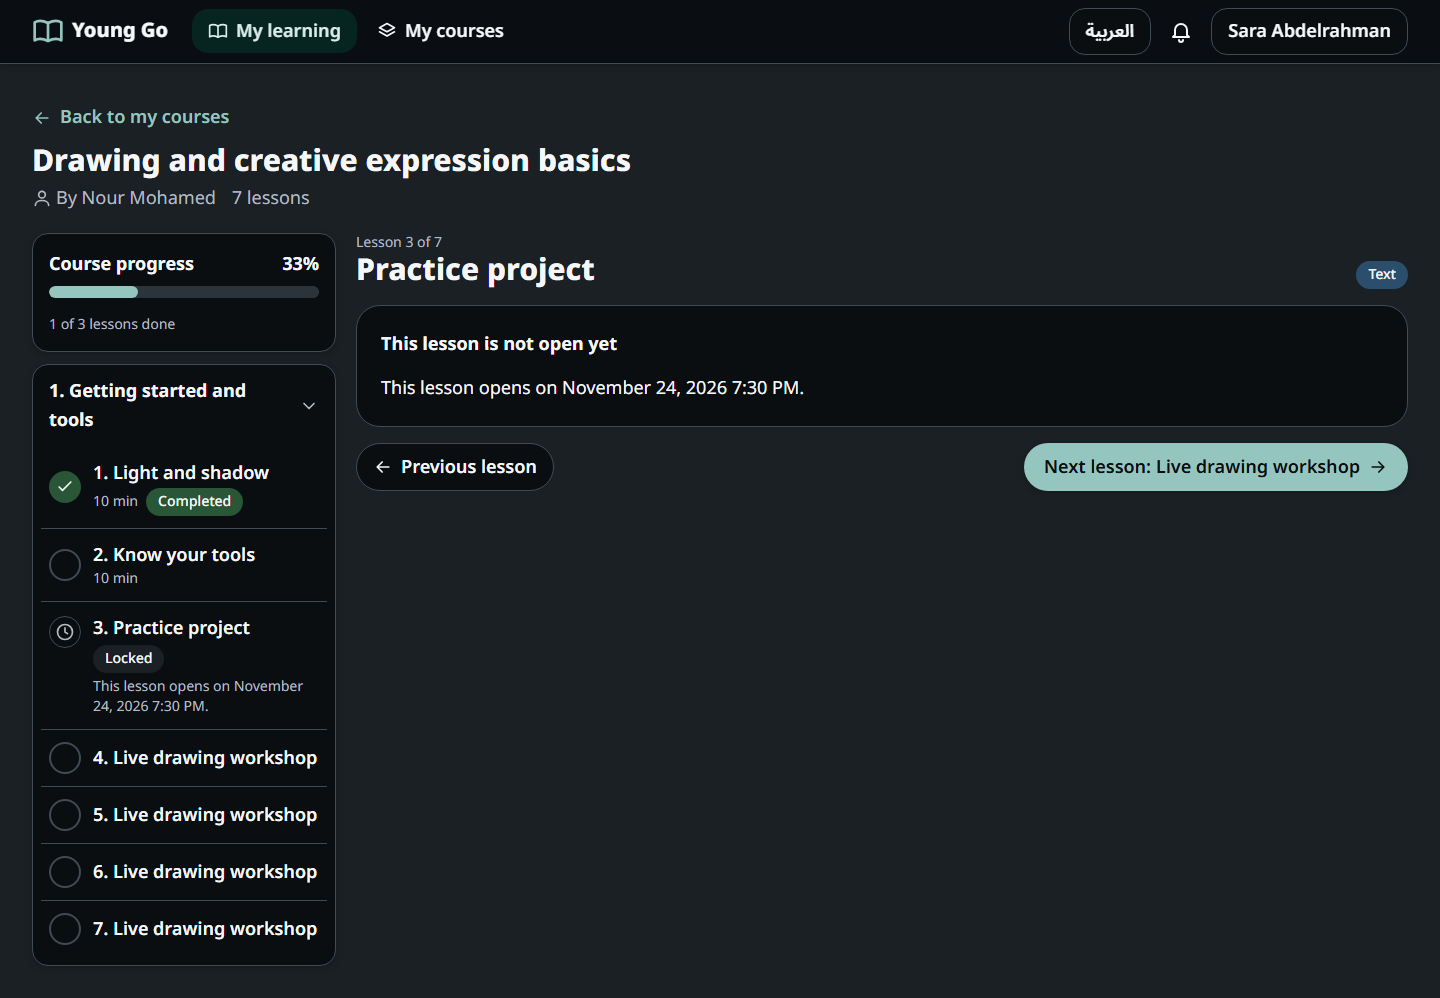 Young Go
My learning
My courses
العربية
Sara Abdelrahman
Back to my courses
Drawing and creative expression basics
By Nour Mohamed 7 lessons
Course progress 33%
1 of 3 lessons done
1. Getting started and
tools
1. Light and shadow
10 min Completed
2. Know your tools
10 min
3. Practice project
Locked
This lesson opens on November
24, 2026 7:30 PM.
4. Live drawing workshop
5. Live drawing workshop
6. Live drawing workshop
7. Live drawing workshop
Lesson 3 of 7
Practice project
Text
This lesson is not open yet
This lesson opens on November 24, 2026 7:30 PM.
Previous lesson
Next lesson: Live drawing workshop